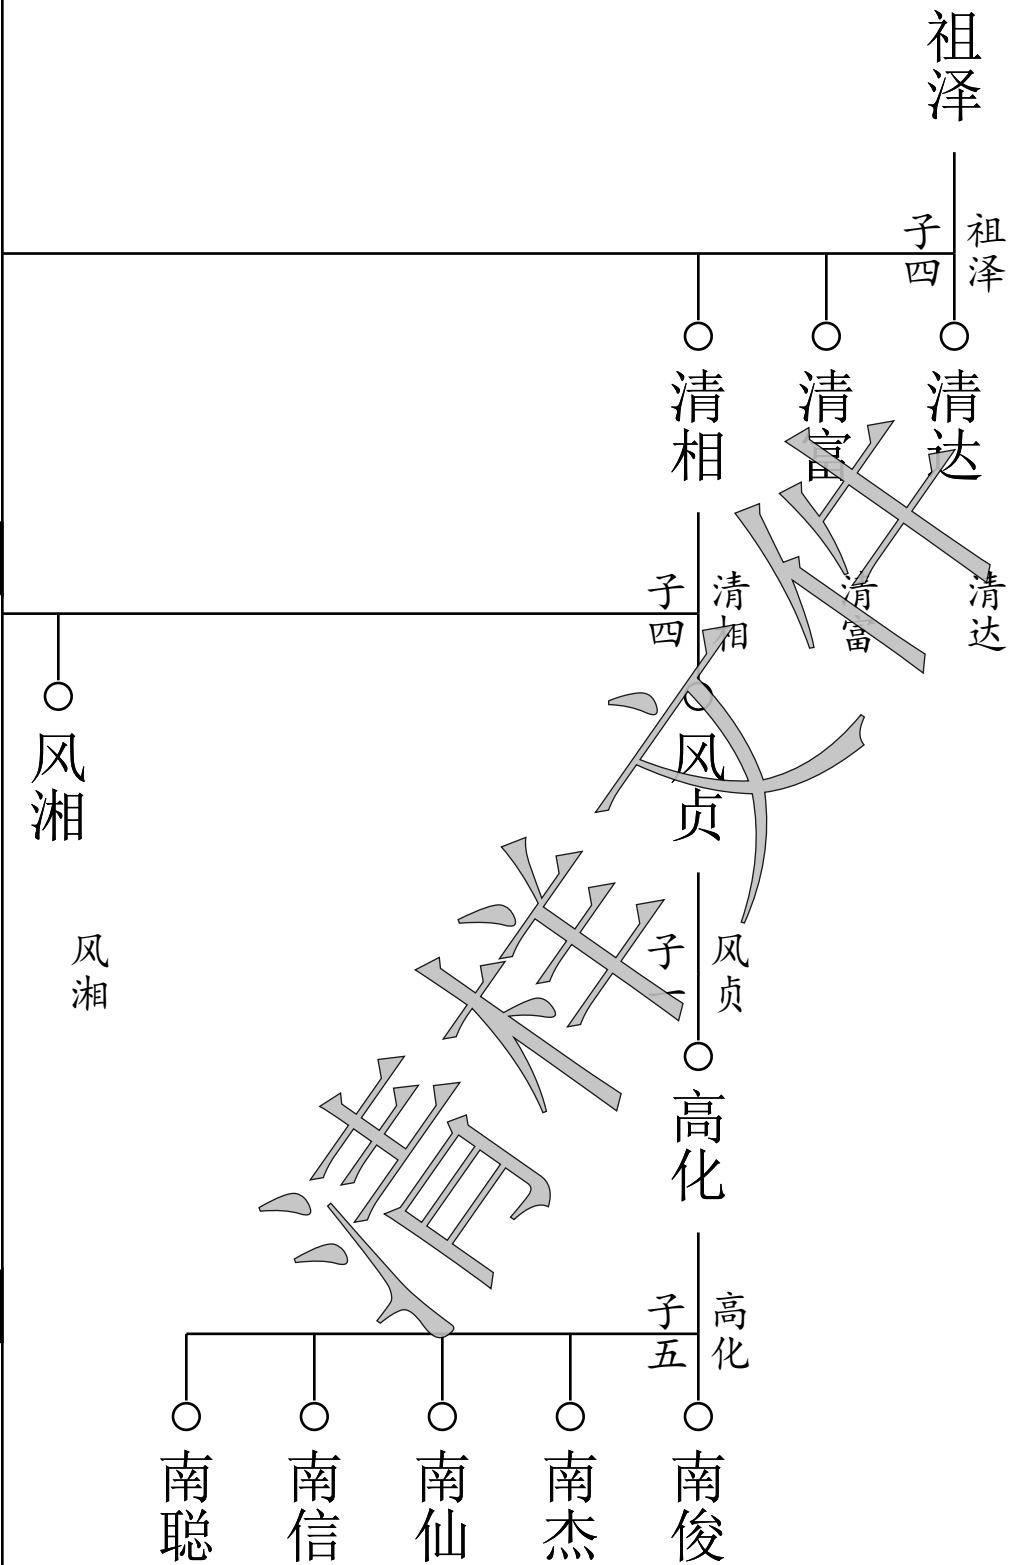 祖泽
祖泽
子四
清达
清富
清相
清达
清富
清相
子四
风贞
风湘
风贞
子一
风湘
高化
高化
子五
南俊
南杰
南仙
南信
南聪